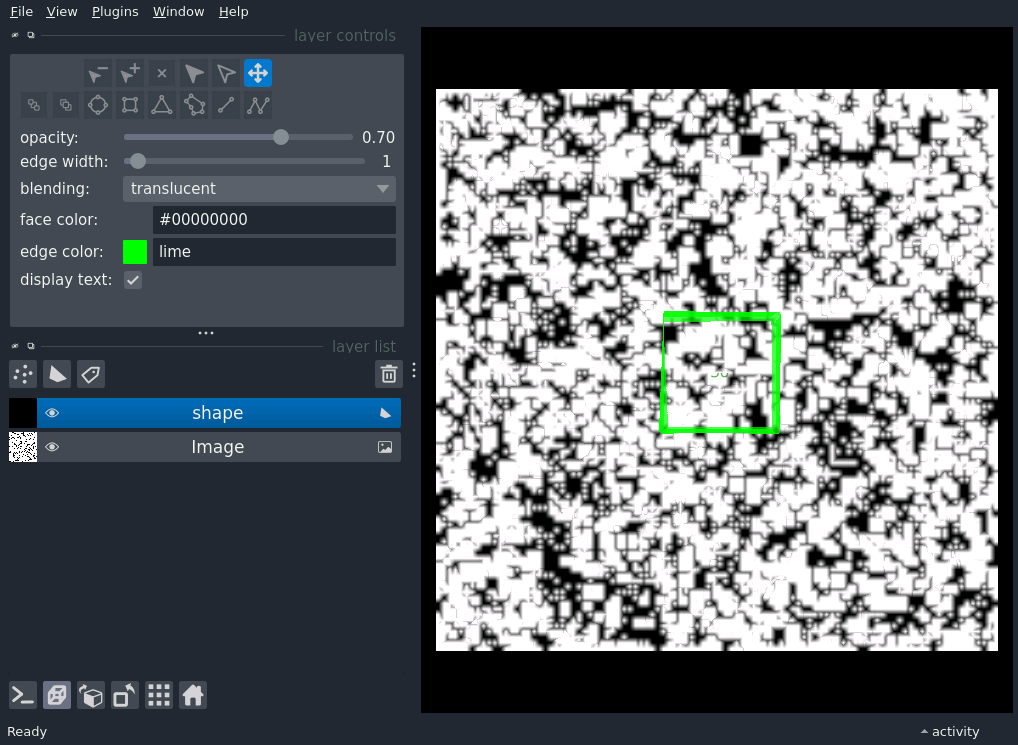 File View Plugins Window Help
layer controls
opacity: 0.70
edge width: 1
blending: translucent
face color: #00000000
edge color: lime
display text:
layer list
shape
Image
Ready
activity